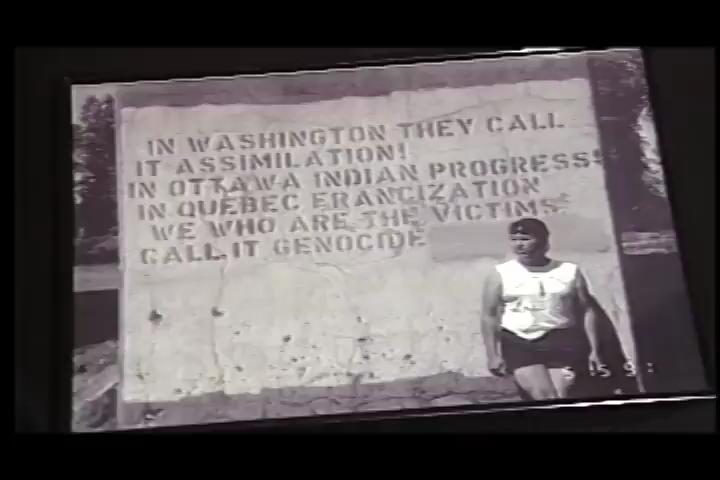 IN WASHINGTON THEY CALL
IT ASSIMILATION!
IN OTTAWA INDIAN PROGRESS!
IN QUEBEC ERANCIZATION
WE WHO ARE THE VICTIMS
CALL IT GENOCIDE